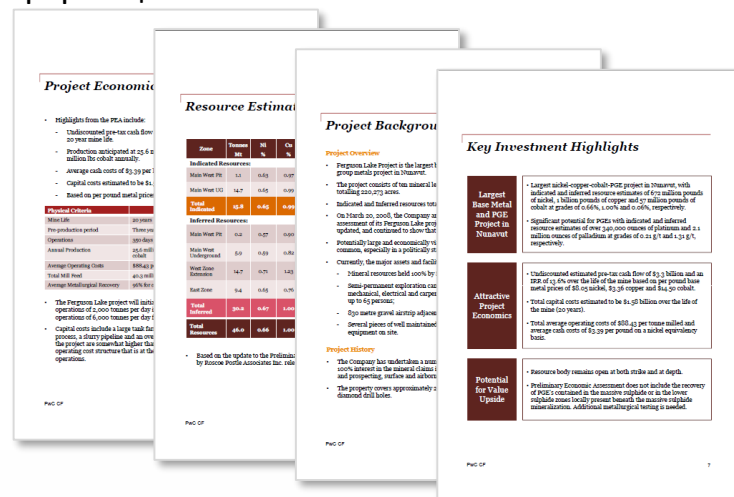 Project Economic
• Highlights from the PEA include:
- Undiscounted pre-tax cash flow
20 year mine life.
- Production anticipated at 25.6 m
million lbs cobalt annually.
- Average cash costs of $3.39 per l
- Capital costs estimated to be $1.
- Based on per pound metal prices
Physical Criteria
Mine Life 20 years
Pre-production period Three yea
Operations 350 days
Annual Production 25.6 milli
cobalt
Average Operating Costs $88.43 p
Total Mill Feed 40.3 milli
Average Metallurgical Recovery 96% for c
• The Ferguson Lake project will initia
operations of 2,000 tonnes per day i
operations of 6,000 tonnes per day f
• Capital costs include a large tank far
process, a slurry pipeline and an ove
the project are somewhat higher than
operating cost structure that is at the
operations.
PwC CF
Resource Estimat
Zone Tonnes Ni Cu
Mt % %
Indicated Resources:
Main West Pit 1.1 0.63 0.97
Main West UG 14.7 0.65 0.99
Total Indicated 15.8 0.65 0.99
Inferred Resources:
Main West Pit 0.2 0.57 0.90
Main West Underground 5.9 0.53 0.82
West Zone Extension 14.7 0.71 1.23
East Zone 9.4 0.65 0.76
Total Inferred 30.2 0.67 1.00
Total Resources 46.0 0.66 1.00
• Based on the update to the Prelimin
by Roscoe Postle Associates Inc. rele
PwC CF
Project Backgrou
Project Overview
• Ferguson Lake Project is the largest b
group metals project in Nunavut.
• The project consists of ten mineral le
totalling 220,273 acres.
• Indicated and Inferred resources tota
• On March 20, 2008, the Company an
assessment of its Ferguson Lake proj
updated, and continued to show that
• Potentially large and economically vi
common, especially in a politically st
• Currently, the major assets and facili
- Mineral resources held 100% by
- Semi-permanent exploration car
mechanical, electrical and carper
up to 65 persons;
- 830 metre gravel airstrip adjacen
- Several pieces of well maintained
equipment on site.
Project History
• The Company has undertaken a num
100% interest in the mineral claims i
and prospecting, surface and airborn
• The property covers approximately 2
diamond drill holes.
PwC CF
Key Investment Highlights
Largest
Base Metal
and PGE
Project in
Nunavut
• Largest nickel-copper-cobalt-PGE project in Nunavut, with
indicated and inferred resource estimates of 672 million pounds
of nickel, 1 billion pounds of copper and 57 million pounds of
cobalt at grades of 0.66%, 1.00% and 0.06%, respectively.
• Significant potential for PGEs with indicated and inferred
resource estimates of over 340,000 ounces of platinum and 2.1
million ounces of palladium at grades of 0.21 g/t and 1.31 g/t,
respectively.
Attractive
Project
Economics
• Undiscounted estimated pre-tax cash flow of $3.3 billion and an
IRR of 13.6% over the life of the mine based on per pound base
metal prices of $8.05 nickel, $3.36 copper and $14.50 cobalt.
• Total capital costs estimated to be $1.58 billion over the life of
the mine (20 years).
• Total average operating costs of $88.43 per tonne milled and
average cash costs of $3.39 per pound on a nickel equivalency
basis.
Potential
for Value
Upside
• Resource body remains open at both strike and at depth.
• Preliminary Economic Assessment does not include the recovery
of PGE's contained in the massive sulphide or in the lower
sulphide zones locally present beneath the massive sulphide
mineralization. Additional metallurgical testing is needed.
PwC CF
7